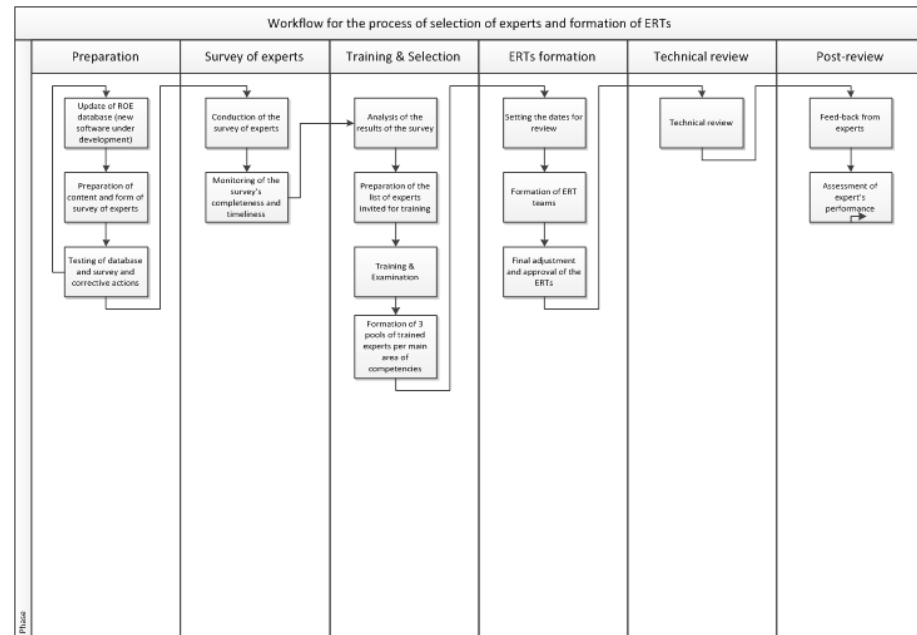 Workflow for the process of selection of experts and formation of ERTs
Preparation
Survey of experts
Training & Selection
ERTs formation
Technical review
Post-review
Update of ROE
database (new
software under
development)
Preparation of
content and form of
survey of experts
Testing of database
and survey and
corrective actions
Conduction of the
survey of experts
Monitoring of the
survey's
completeness and
timeliness
Analysis of the
results of the survey
Preparation of the
list of experts
invited for training
Training &
Examination
Formation of 3
pools of trained
experts per main
area of
competencies
Setting the dates for
review
Formation of ERT
teams
Final adjustment
and approval of the
ERTs
Technical review
Feed-back from
experts
Assessment of
expert's
performance
Phase